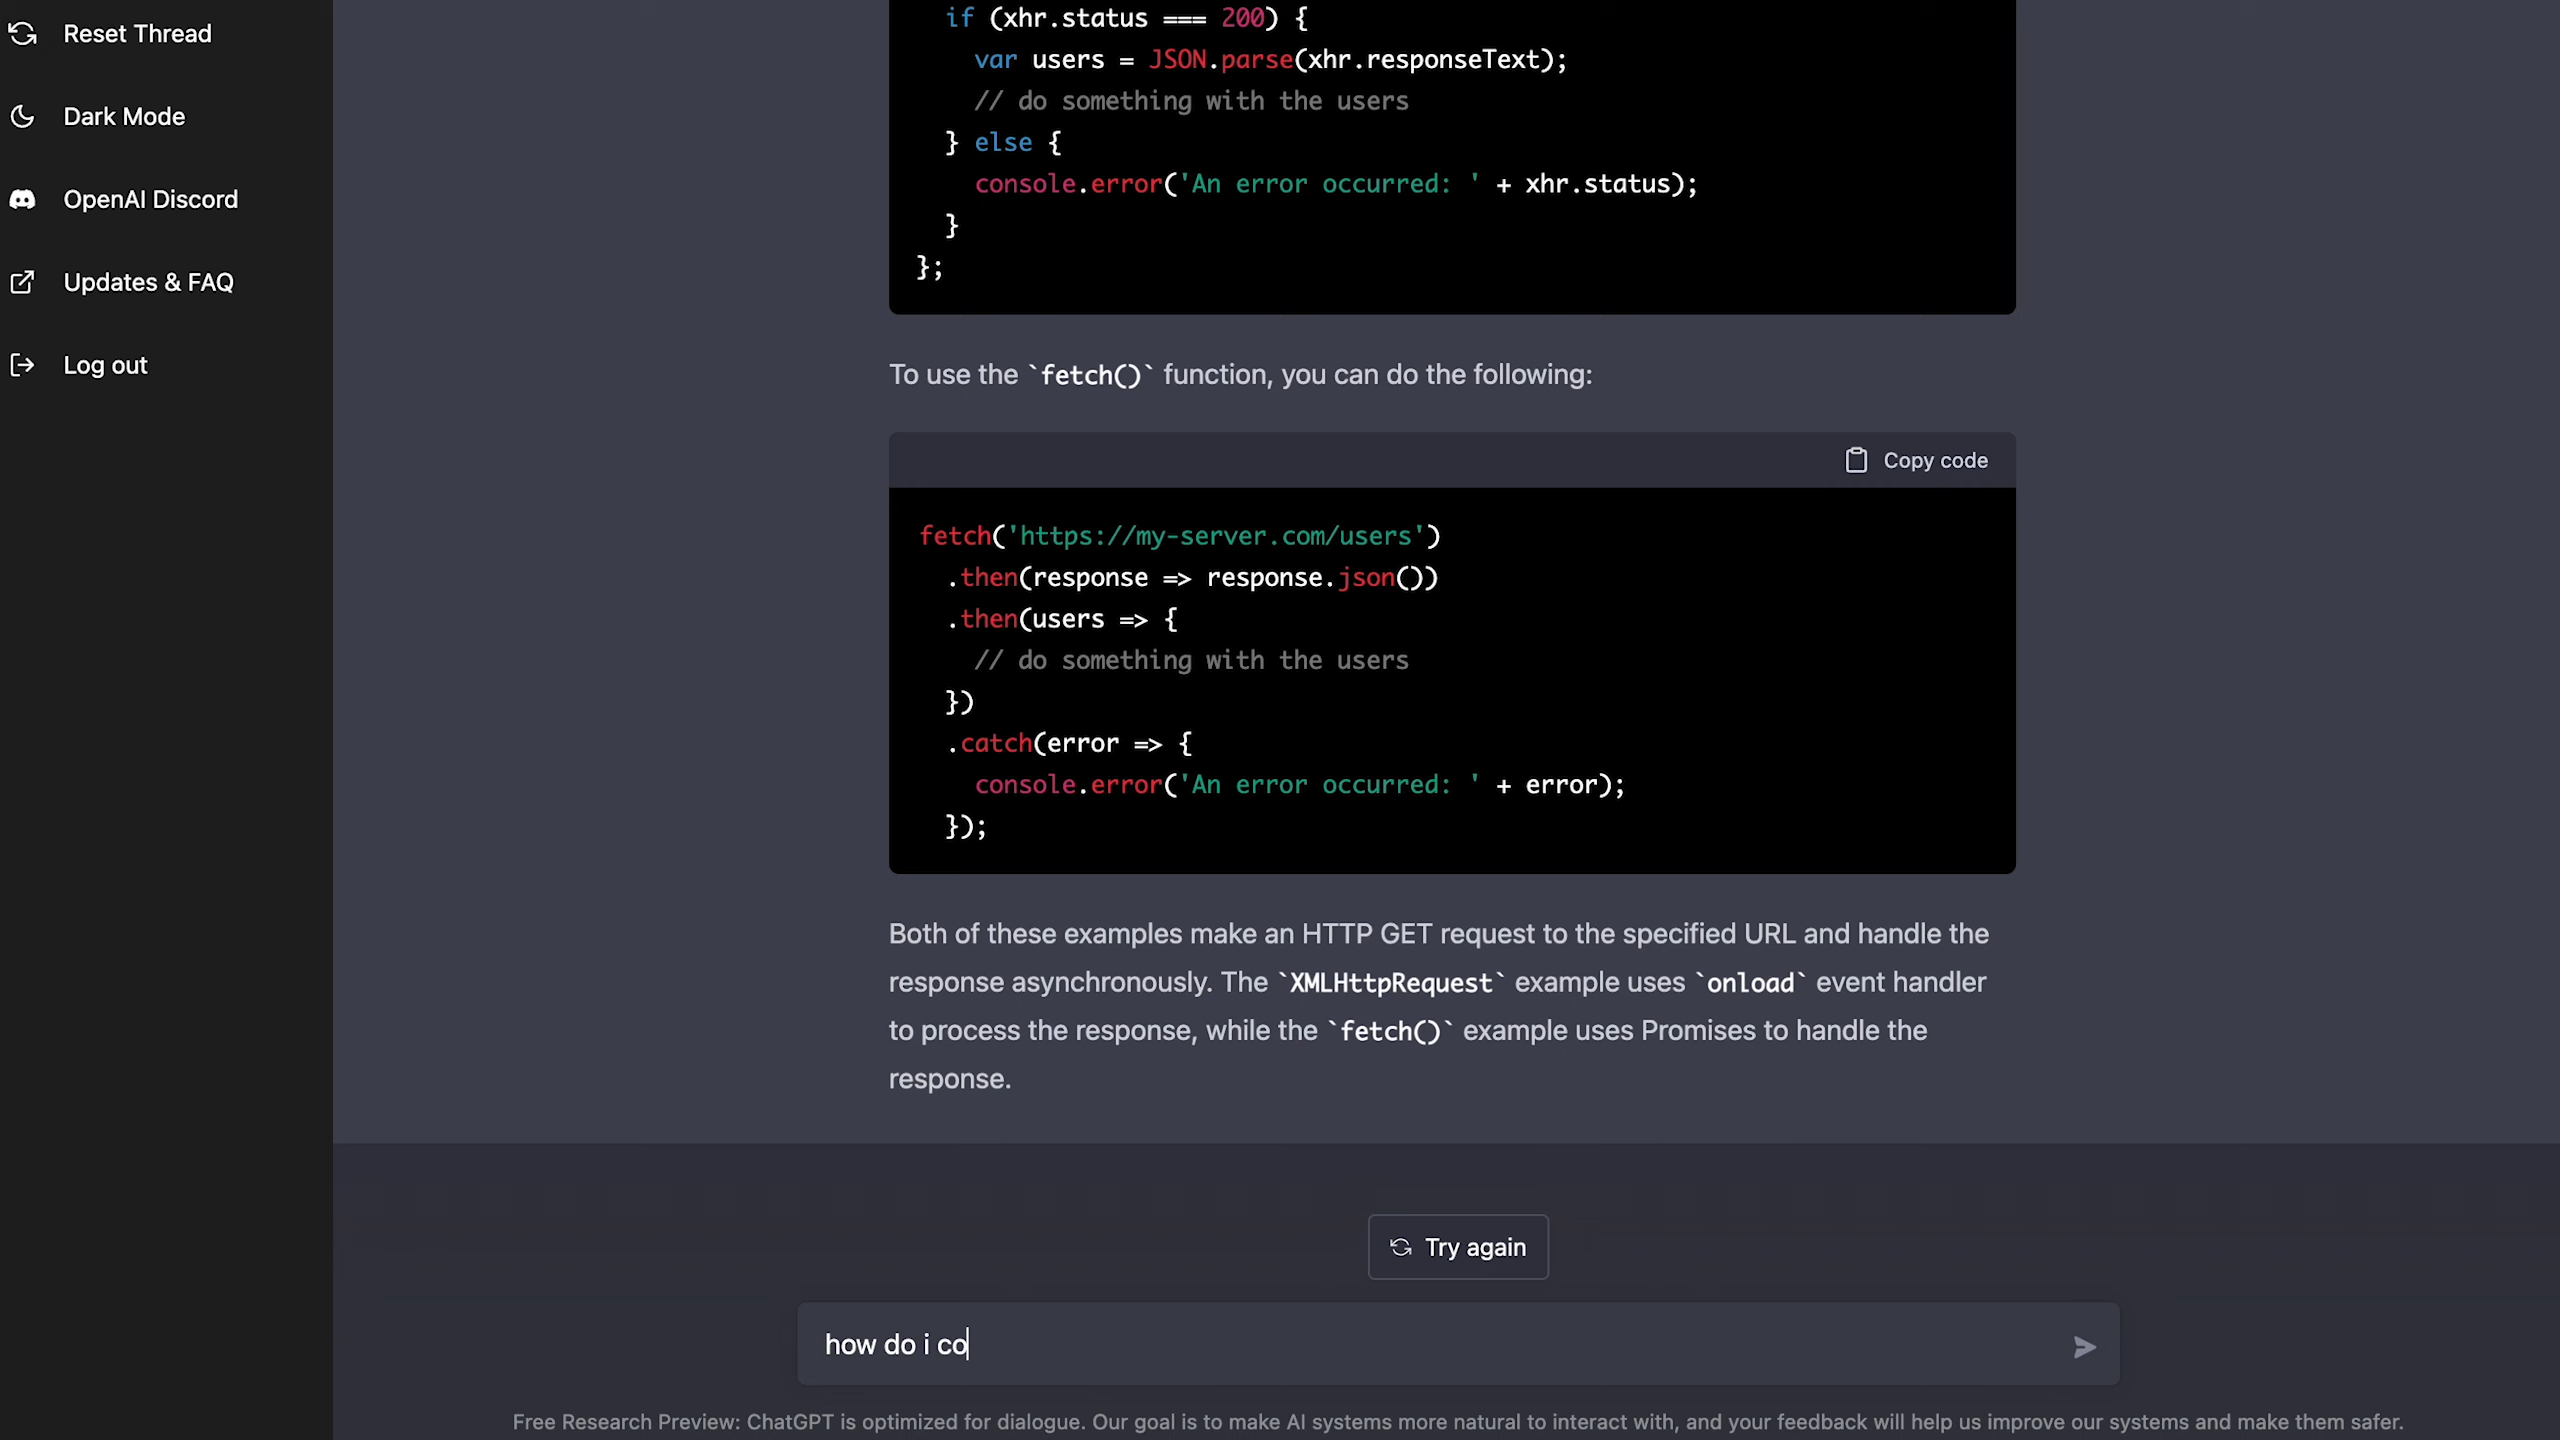 Reset Thread
Dark Mode
OpenAI Discord
Updates & FAQ
Log out
if (xhr.status === 200) {
var users = JSON.parse(xhr.responseText);
// do something with the users
} else {
console.error('An error occurred: ' + xhr.status);
}
};
To use the `fetch()` function, you can do the following:
Copy code
fetch('https://my-server.com/users')
.then(response => response.json())
.then(users => {
// do something with the users
})
.catch(error => {
console.error('An error occurred: ' + error);
});
Both of these examples make an HTTP GET request to the specified URL and handle the
response asynchronously. The `XMLHttpRequest` example uses `onload` event handler
to process the response, while the `fetch()` example uses Promises to handle the
response.
Try again
how do i co
Free Research Preview: ChatGPT is optimized for dialogue. Our goal is to make AI systems more natural to interact with, and your feedback will help us improve our systems and make them safer.